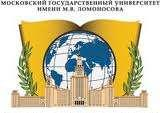 МОСКОВСКИЙ ГОСУДАРСТВЕННЫЙ УНИВЕРСИТЕТ
ИМЕНИ М.В. ЛОМОНОСОВА